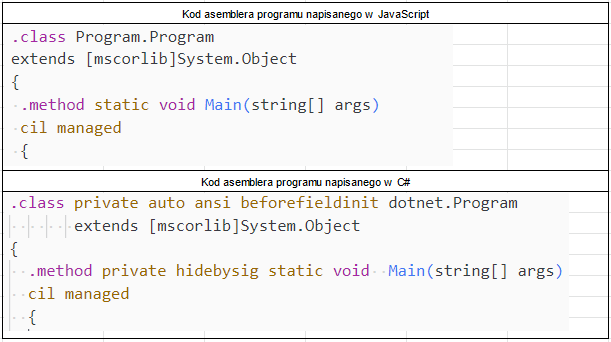 Kod asemblera programu napisanego w JavaScript
.class Program.Program
extends [mscorlib]System.Object
{
.method static void Main(string[] args)
cil managed
{
Kod asemblera programu napisanego w C#
.class private auto ansi beforefieldinit dotnet.Program
extends [mscorlib]System.Object
{
.method private hidebysig static void Main(string[] args)
cil managed
{